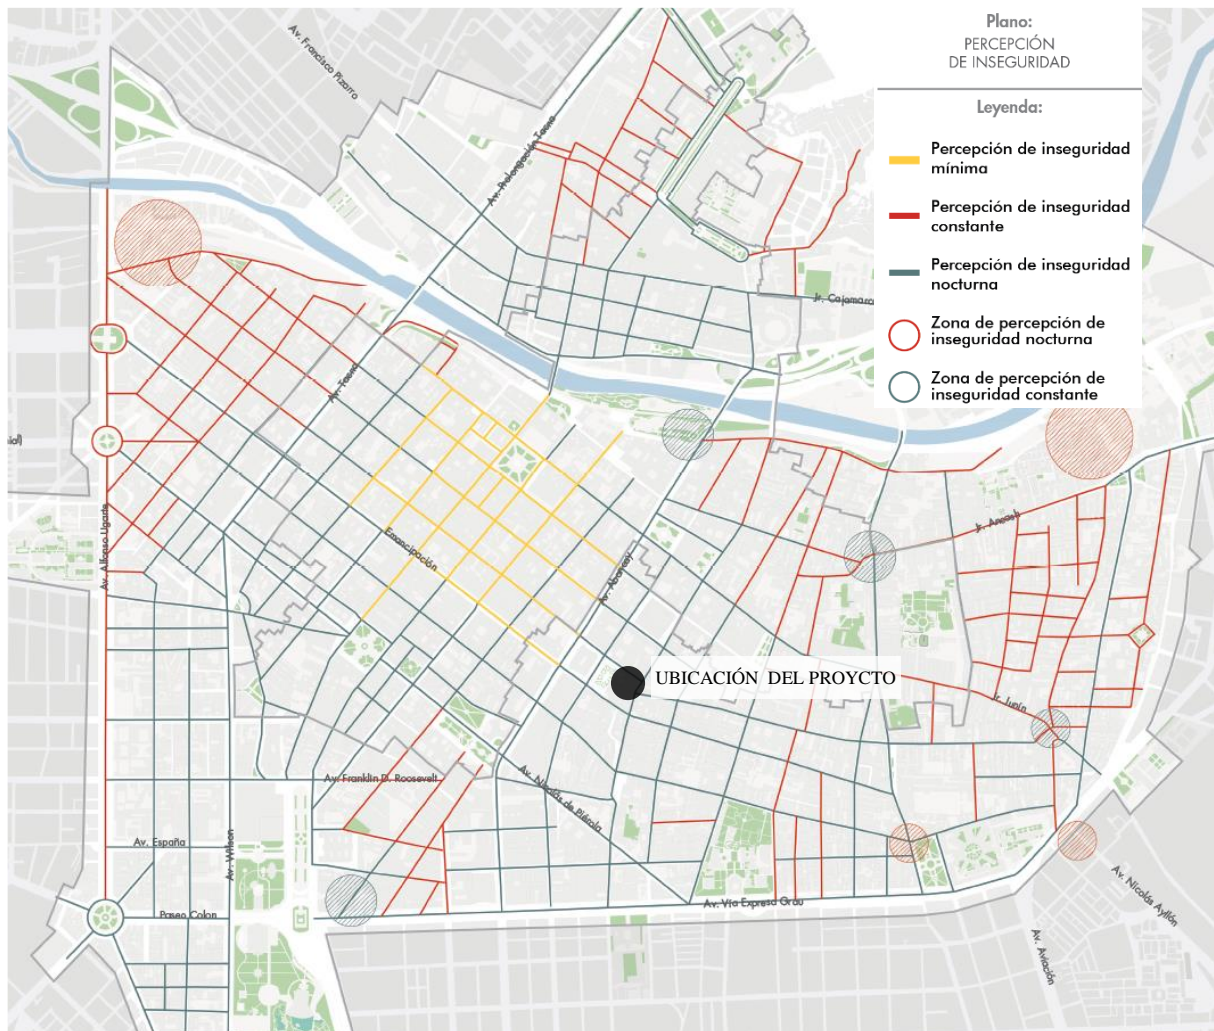 Plano:
PERCEPCIÓN
DE INSEGURIDAD
Leyenda:
Percepción de inseguridad
mínima
Percepción de inseguridad
constante
Percepción de inseguridad
nocturna
Zona de percepción de
inseguridad nocturna
Zona de percepción de
inseguridad constante
Av. Francisco Pizarro
Av. Prolongación Tacna
Jr. Cajamarca
Av. Tacna
Av. Alfonso Ugarte
Emancipación
Av. Abancay
Jr. Ancash
UBICACIÓN DEL PROYCTO
Jr. Junín
Av. Franklin D. Roosevelt
Av. Nicolás de Piérola
Av. España
Av. Wilson
Paseo Colon
Av. Vía Expresa Grau
Av. Nicolás Ayllón
Av. Aviación